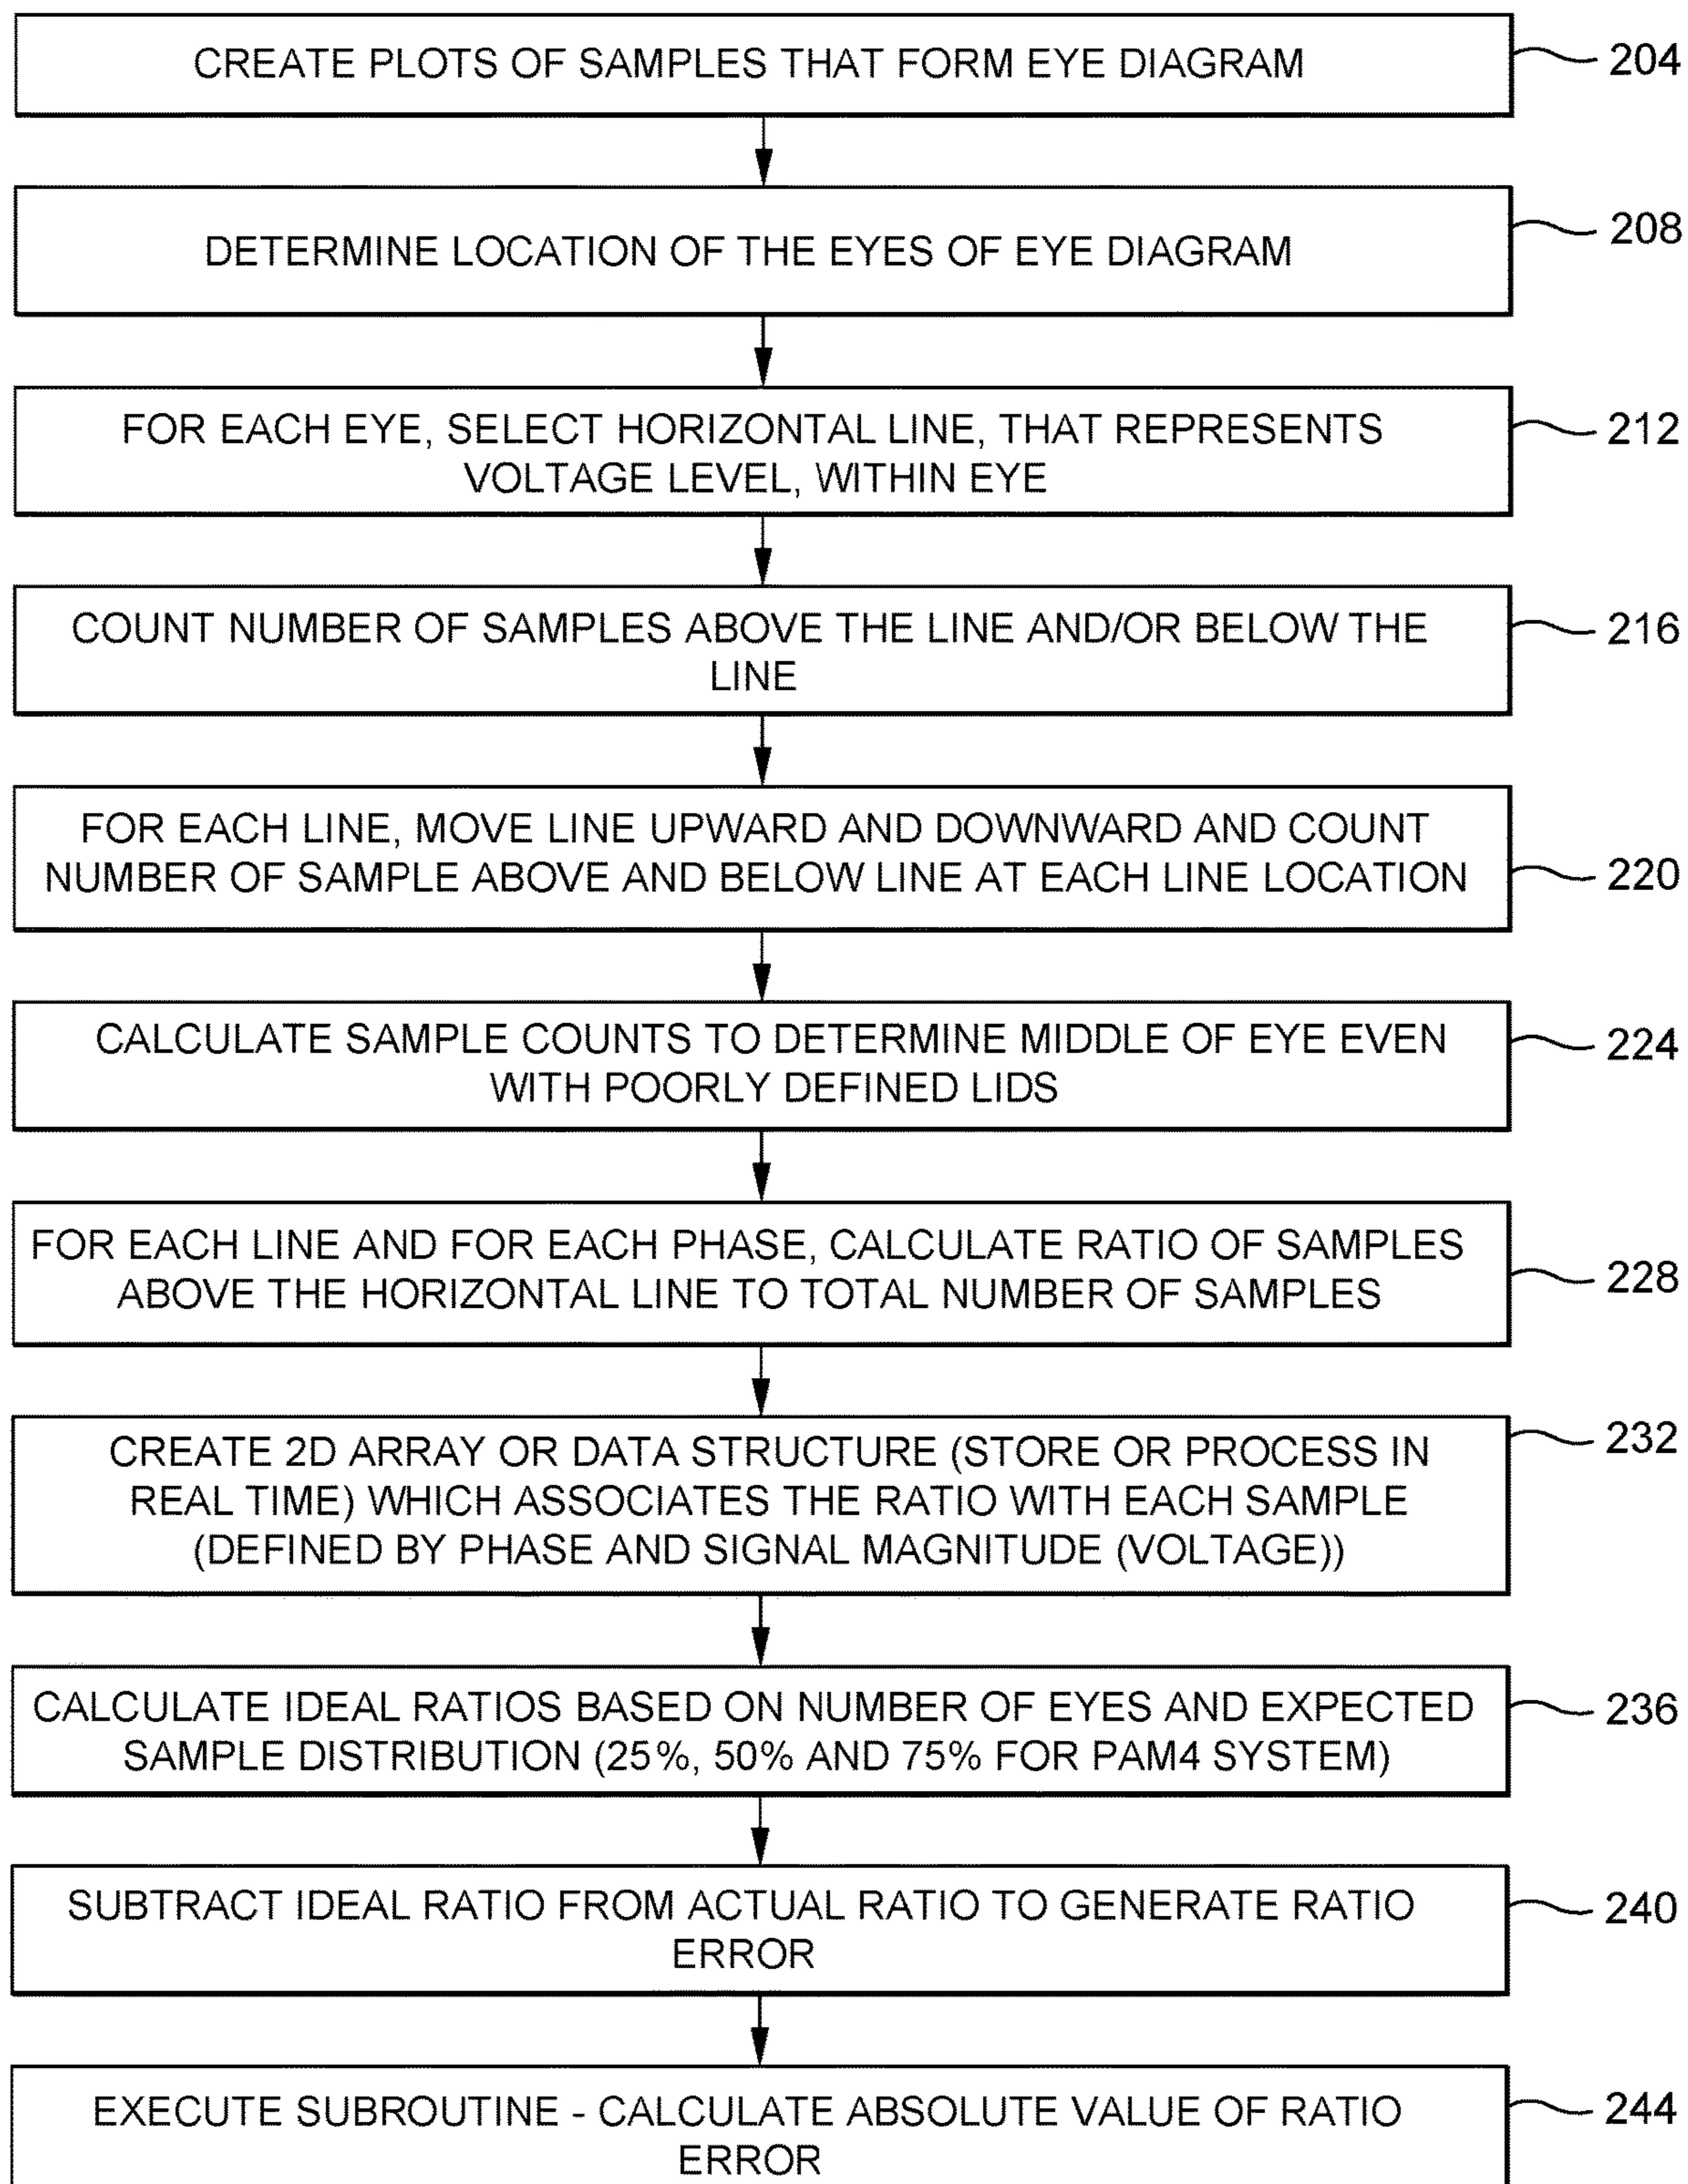 CREATE PLOTS OF SAMPLES THAT FORM EYE DIAGRAM
204
DETERMINE LOCATION OF THE EYES OF EYE DIAGRAM
208
FOR EACH EYE, SELECT HORIZONTAL LINE, THAT REPRESENTS
VOLTAGE LEVEL, WITHIN EYE
212
COUNT NUMBER OF SAMPLES ABOVE THE LINE AND/OR BELOW THE
LINE
216
FOR EACH LINE, MOVE LINE UPWARD AND DOWNWARD AND COUNT
NUMBER OF SAMPLE ABOVE AND BELOW LINE AT EACH LINE LOCATION
220
CALCULATE SAMPLE COUNTS TO DETERMINE MIDDLE OF EYE EVEN
WITH POORLY DEFINED LIDS
224
FOR EACH LINE AND FOR EACH PHASE, CALCULATE RATIO OF SAMPLES
ABOVE THE HORIZONTAL LINE TO TOTAL NUMBER OF SAMPLES
228
CREATE 2D ARRAY OR DATA STRUCTURE (STORE OR PROCESS IN
REAL TIME) WHICH ASSOCIATES THE RATIO WITH EACH SAMPLE
(DEFINED BY PHASE AND SIGNAL MAGNITUDE (VOLTAGE))
232
CALCULATE IDEAL RATIOS BASED ON NUMBER OF EYES AND EXPECTED
SAMPLE DISTRIBUTION (25%, 50% AND 75% FOR PAM4 SYSTEM)
236
SUBTRACT IDEAL RATIO FROM ACTUAL RATIO TO GENERATE RATIO
ERROR
240
EXECUTE SUBROUTINE - CALCULATE ABSOLUTE VALUE OF RATIO
ERROR
244